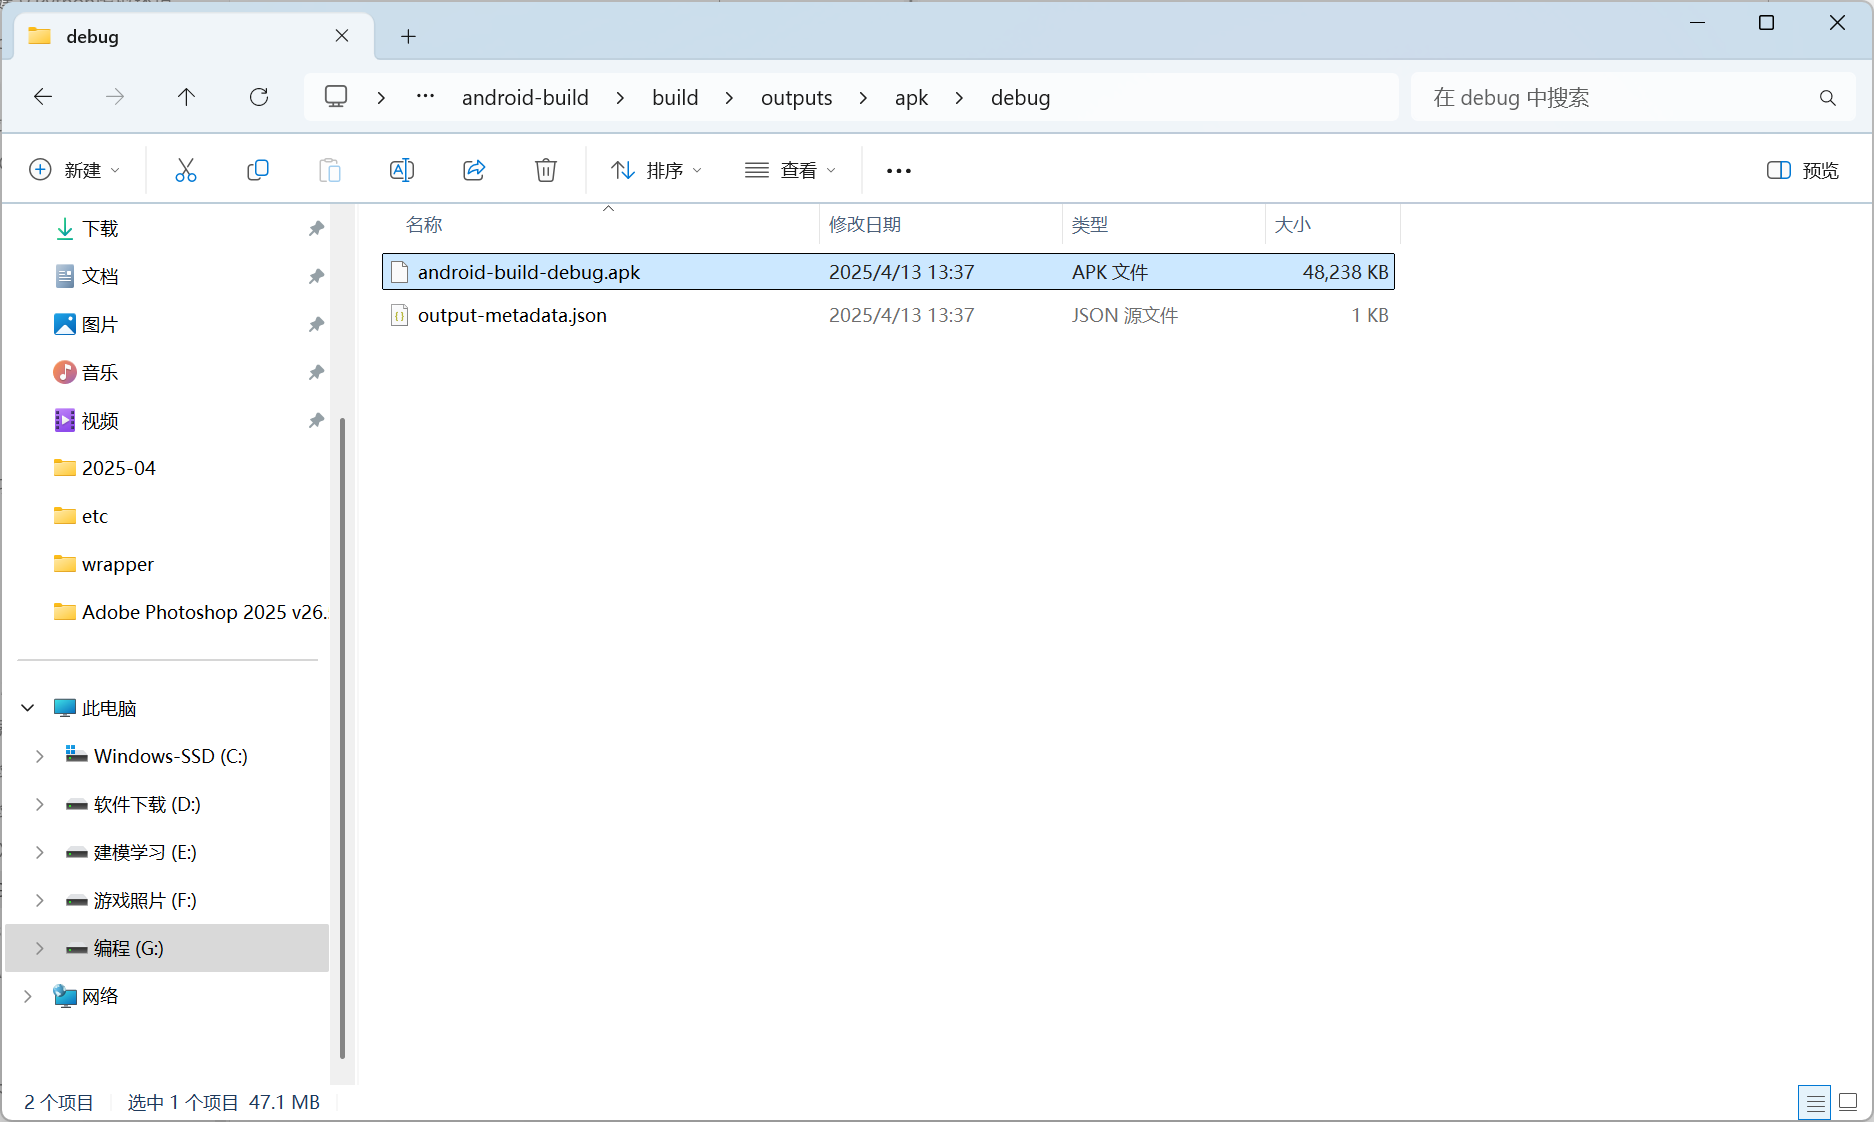 debug
android-build
build
outputs
apk
debug
在 debug 中搜索
新建
排序
查看
预览
名称
修改日期
类型
大小
android-build-debug.apk
2025/4/13 13:37
APK 文件
48,238 KB
output-metadata.json
2025/4/13 13:37
JSON 源文件
1 KB
下载
文档
图片
音乐
视频
2025-04
etc
wrapper
Adobe Photoshop 2025 v26.
此电脑
Windows-SSD (C:)
软件下载 (D:)
建模学习 (E:)
游戏照片 (F:)
编程 (G:)
网络
2 个项目
选中 1 个项目 47.1 MB